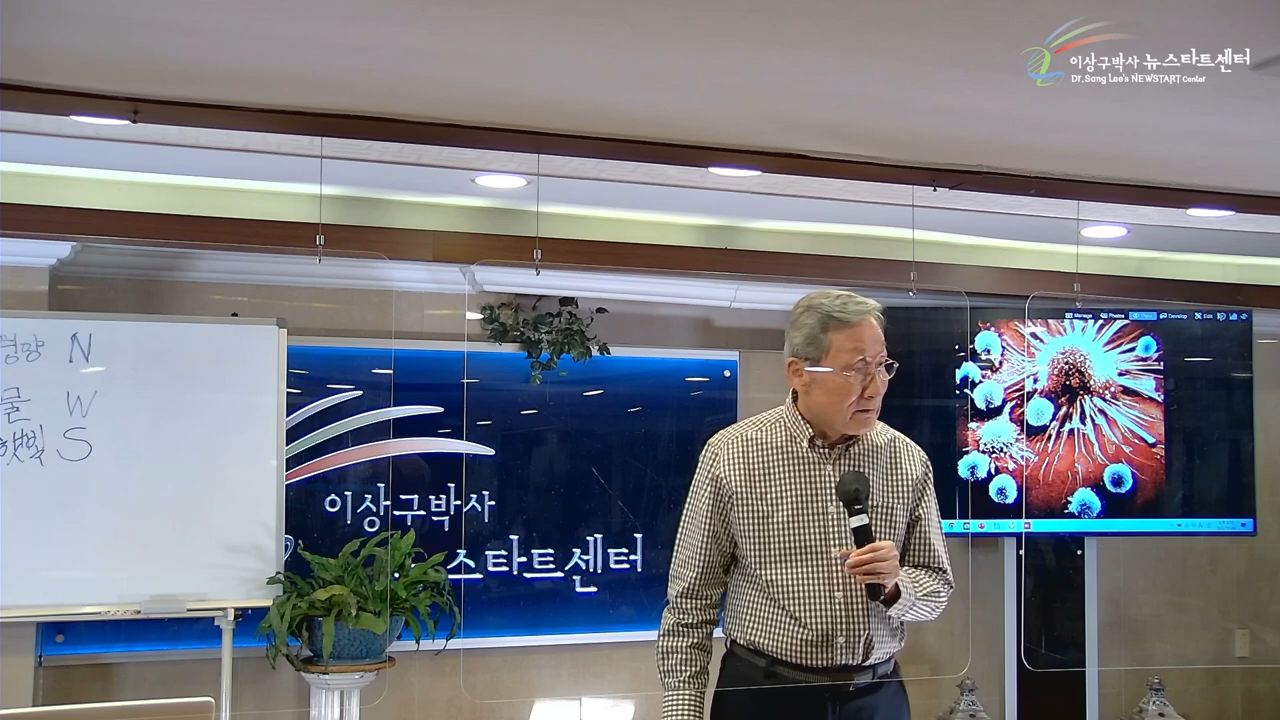 이상구박사 뉴스타트센터
Dr. Sang Lee's NEWSTART Center
영양 N
물 W
햇빛 S
이상구박사
스타트센터
Manage
Photos
View
Develop
Edit